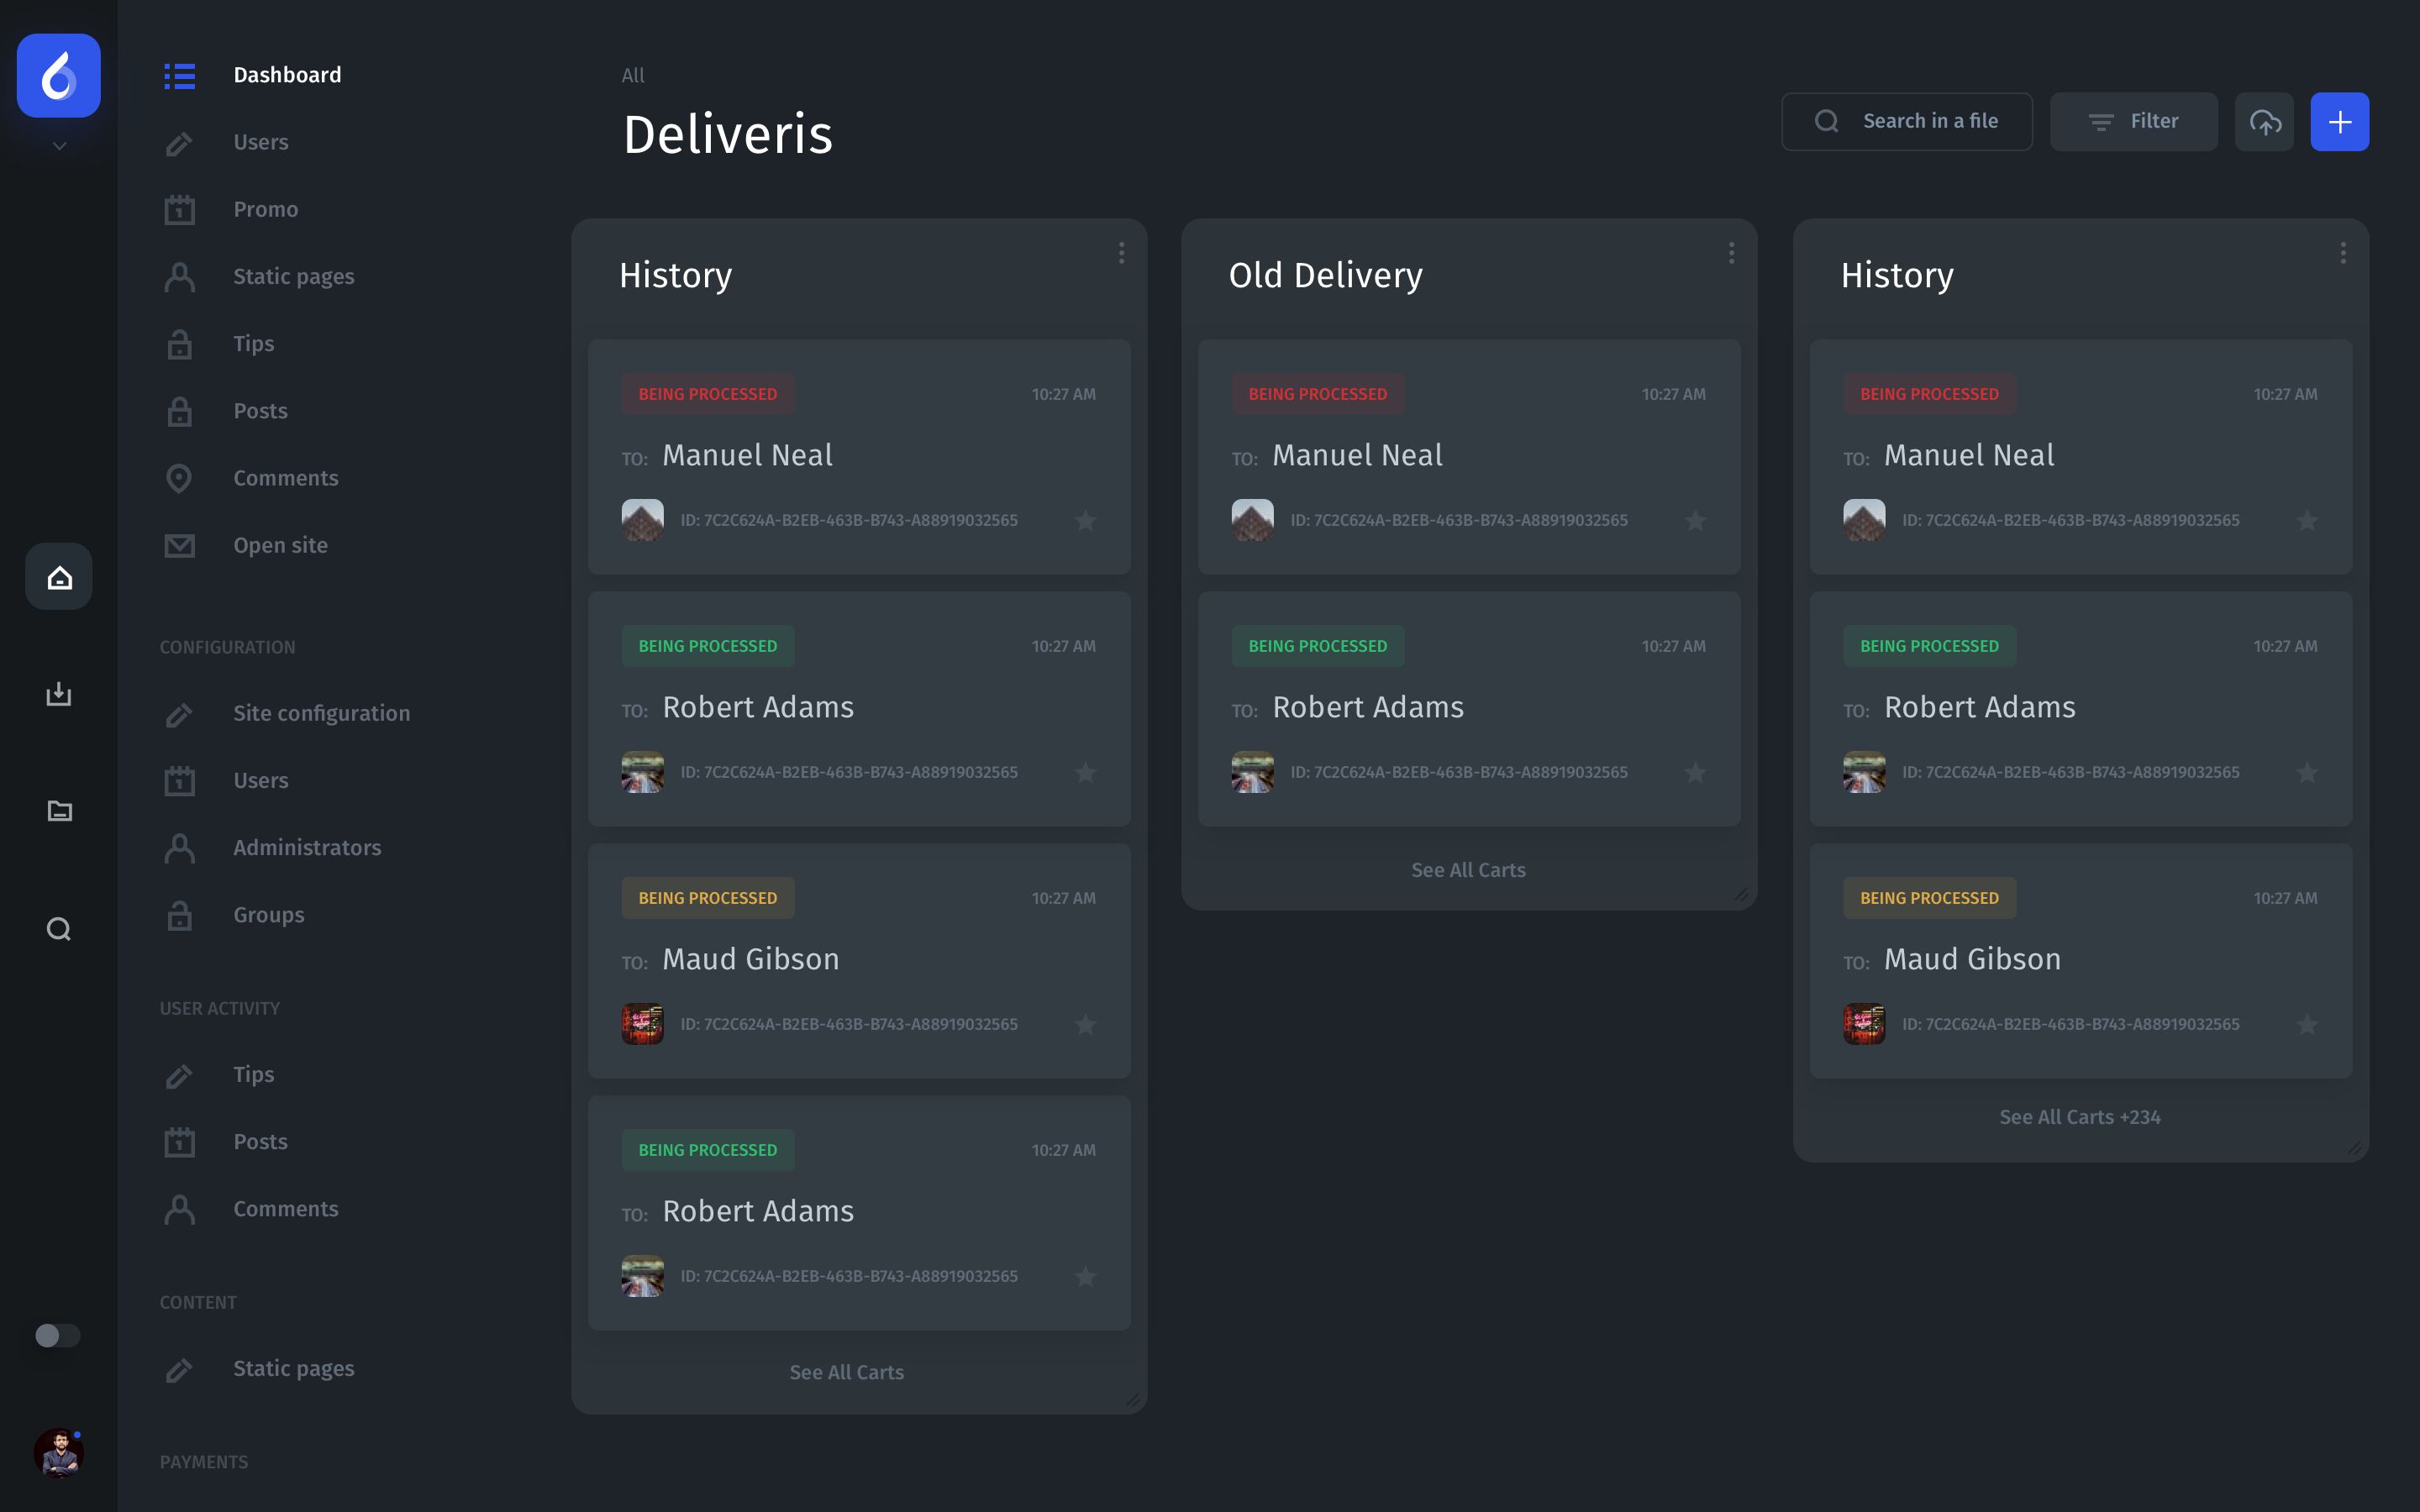 Dashboard
Users
Promo
Static pages
Tips
Posts
Comments
Open site
CONFIGURATION
Site configuration
Users
Administrators
Groups
USER ACTIVITY
Tips
Posts
Comments
CONTENT
Static pages
PAYMENTS
All
Deliveris
Search in a file
Filter
History
BEING PROCESSED 10:27 AM
TO: Manuel Neal
ID: 7C2C624A-B2EB-463B-B743-A88919032565
BEING PROCESSED 10:27 AM
TO: Robert Adams
ID: 7C2C624A-B2EB-463B-B743-A88919032565
BEING PROCESSED 10:27 AM
TO: Maud Gibson
ID: 7C2C624A-B2EB-463B-B743-A88919032565
BEING PROCESSED 10:27 AM
TO: Robert Adams
ID: 7C2C624A-B2EB-463B-B743-A88919032565
See All Carts
Old Delivery
BEING PROCESSED 10:27 AM
TO: Manuel Neal
ID: 7C2C624A-B2EB-463B-B743-A88919032565
BEING PROCESSED 10:27 AM
TO: Robert Adams
ID: 7C2C624A-B2EB-463B-B743-A88919032565
See All Carts
History
BEING PROCESSED 10:27 AM
TO: Manuel Neal
ID: 7C2C624A-B2EB-463B-B743-A88919032565
BEING PROCESSED 10:27 AM
TO: Robert Adams
ID: 7C2C624A-B2EB-463B-B743-A88919032565
BEING PROCESSED 10:27 AM
TO: Maud Gibson
ID: 7C2C624A-B2EB-463B-B743-A88919032565
See All Carts +234